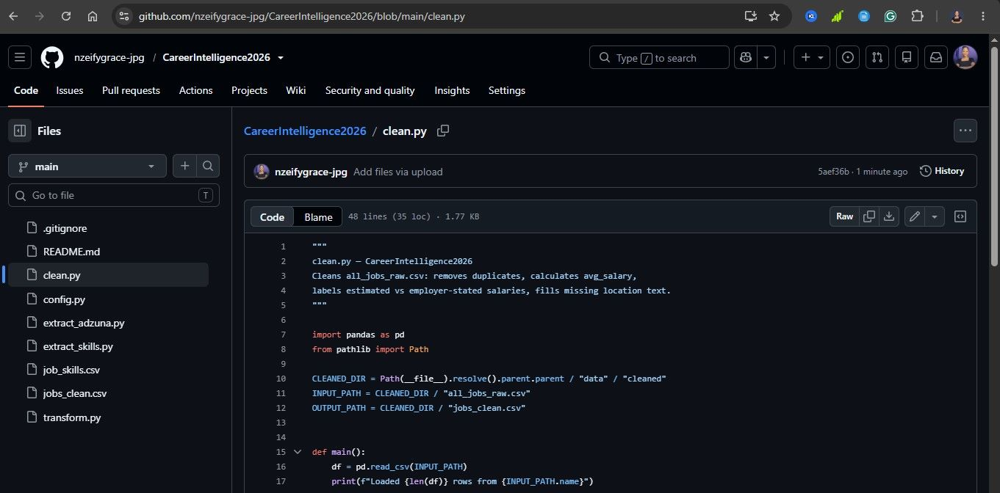 github.com/nzeifygrace-jpg/CareerIntelligence2026/blob/main/clean.py
nzeifygrace-jpg / CareerIntelligence2026
Type / to search
Code Issues Pull requests Actions Projects Wiki Security and quality Insights Settings
Files
main
Go to file T
.gitignore
README.md
clean.py
config.py
extract_adzuna.py
extract_skills.py
job_skills.csv
jobs_clean.csv
transform.py
CareerIntelligence2026 / clean.py
nzeifygrace-jpg Add files via upload 5aef36b · 1 minute ago History
Code Blame 48 lines (35 loc) · 1.77 KB Raw
1 """
2 clean.py — CareerIntelligence2026
3 Cleans all_jobs_raw.csv: removes duplicates, calculates avg_salary,
4 labels estimated vs employer-stated salaries, fills missing location text.
5 """
6
7 import pandas as pd
8 from pathlib import Path
9
10 CLEANED_DIR = Path(__file__).resolve().parent.parent / "data" / "cleaned"
11 INPUT_PATH = CLEANED_DIR / "all_jobs_raw.csv"
12 OUTPUT_PATH = CLEANED_DIR / "jobs_clean.csv"
13
14
15 def main():
16 df = pd.read_csv(INPUT_PATH)
17 print(f"Loaded {len(df)} rows from {INPUT_PATH.name}")